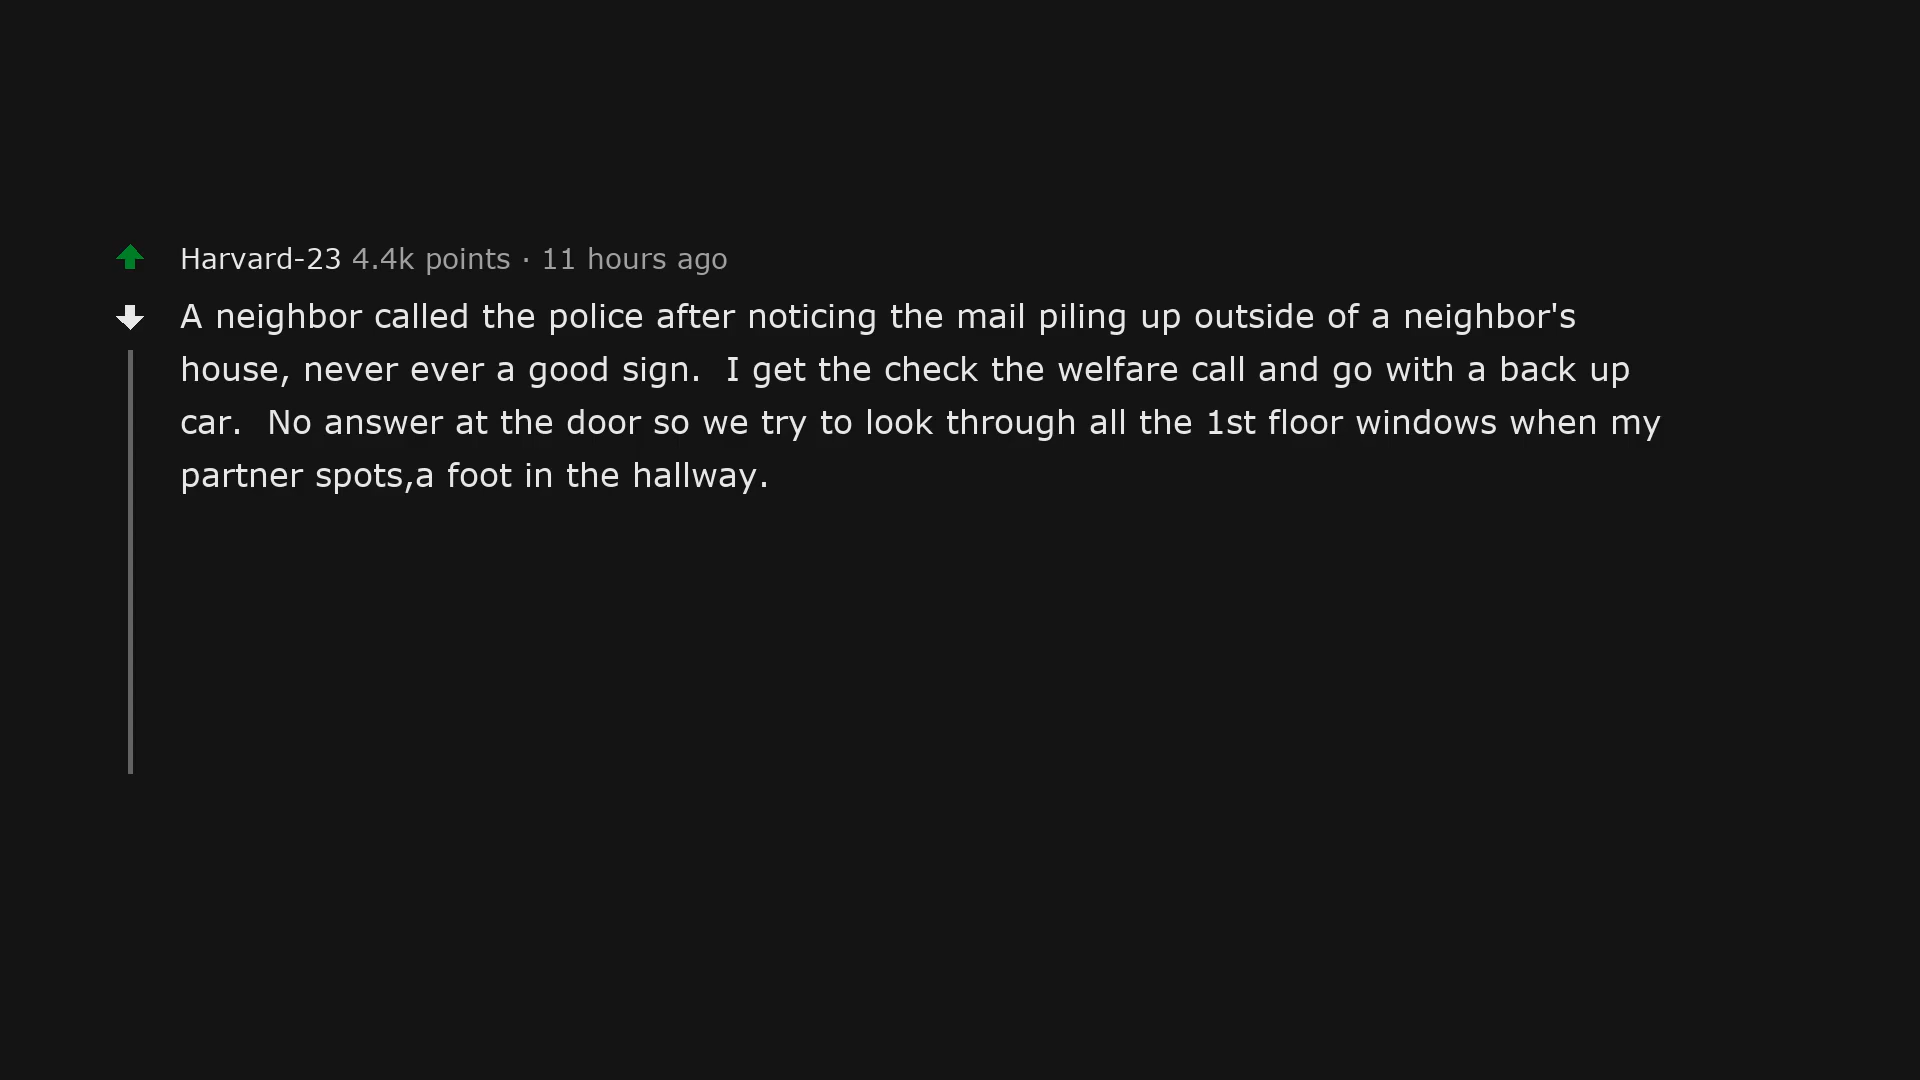 Harvard-23 4.4k points · 11 hours ago
A neighbor called the police after noticing the mail piling up outside of a neighbor's
house, never ever a good sign.  I get the check the welfare call and go with a back up
car.  No answer at the door so we try to look through all the 1st floor windows when my
partner spots,a foot in the hallway.